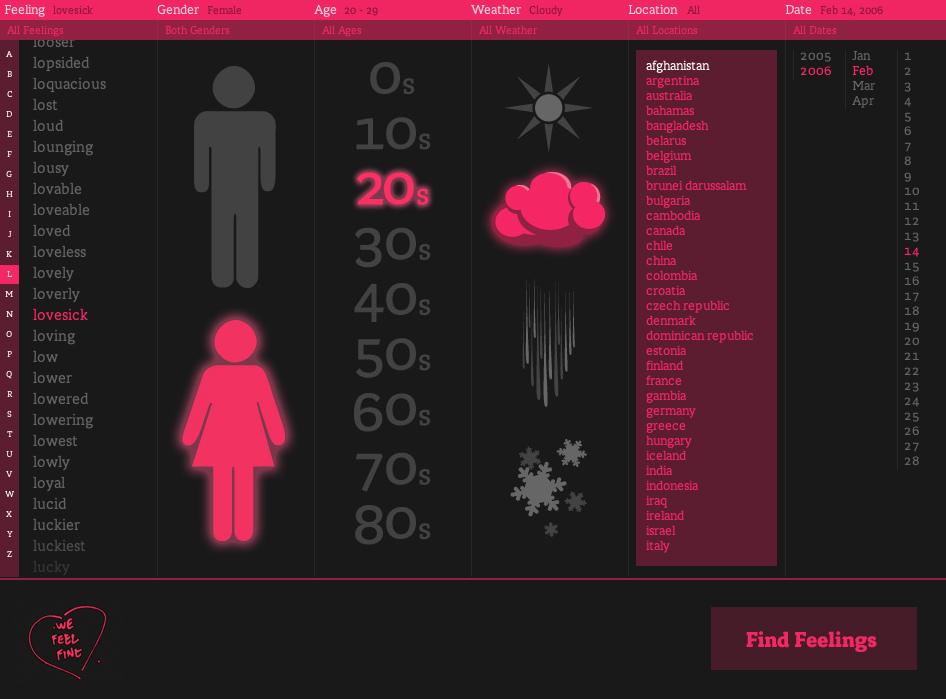 Feeling lovesick Gender Female Age 20 - 29 Weather Cloudy Location All Date Feb 14, 2006
All Feelings Both Genders All Ages All Weather All Locations All Dates
A
B
C
D
E
F
G
H
I
J
K
L
M
N
O
P
Q
R
S
T
U
V
W
X
Y
Z
looser
lopsided
loquacious
lost
loud
lounging
lousy
lovable
loveable
loved
loveless
lovely
loverly
lovesick
loving
low
lower
lowered
lowering
lowest
lowly
loyal
lucid
luckier
luckiest
lucky
0s
10s
20s
30s
40s
50s
60s
70s
80s
afghanistan
argentina
australia
bahamas
bangladesh
belarus
belgium
brazil
brunei darussalam
bulgaria
cambodia
canada
chile
china
colombia
croatia
czech republic
denmark
dominican republic
estonia
finland
france
gambia
germany
greece
hungary
iceland
india
indonesia
iraq
ireland
israel
italy
2005
2006
Jan
Feb
Mar
Apr
1
2
3
4
5
6
7
8
9
10
11
12
13
14
15
16
17
18
19
20
21
22
23
24
25
26
27
28
WE
FEEL
FINE
Find Feelings